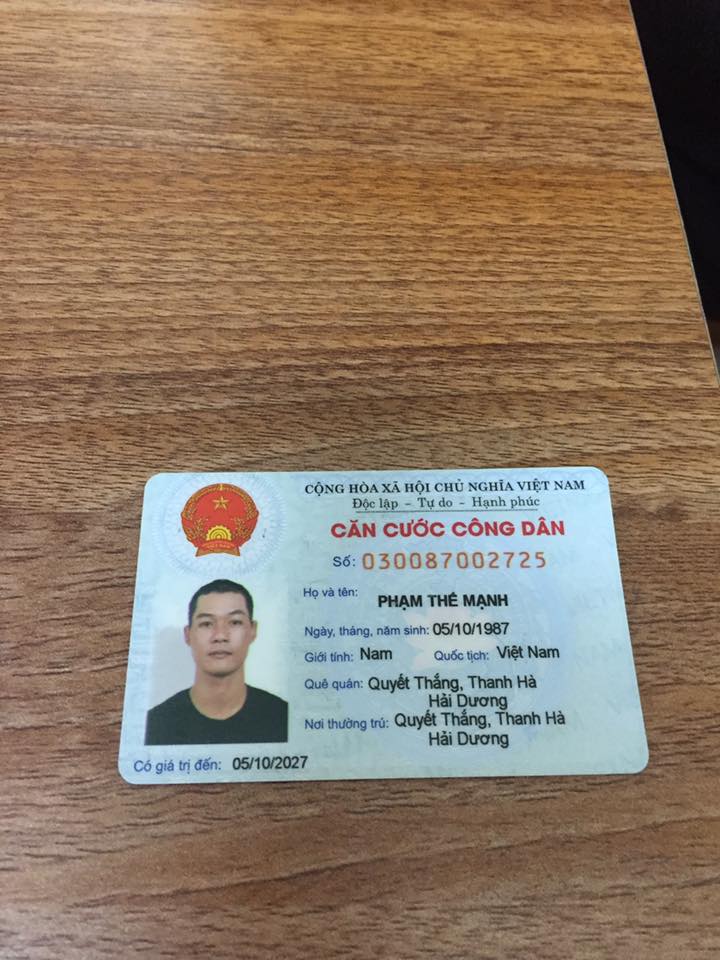 CỘNG HÒA XÃ HỘI CHỦ NGHĨA VIỆT NAM
Độc lập - Tự do - Hạnh phúc
CĂN CƯỚC CÔNG DÂN
Số: 030087002725
Họ và tên: PHẠM THẾ MẠNH
Ngày, tháng, năm sinh: 05/10/1987
Giới tính: Nam Quốc tịch: Việt Nam
Quê quán: Quyết Thắng, Thanh Hà
Hải Dương
Nơi thường trú: Quyết Thắng, Thanh Hà
Hải Dương
Có giá trị đến: 05/10/2027